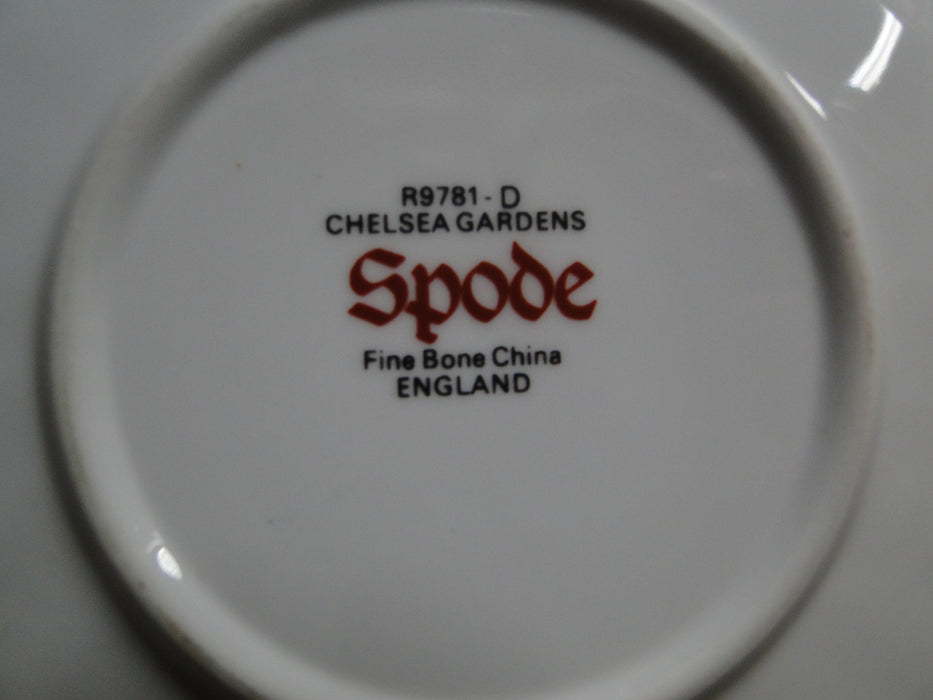 R9781 - D
CHELSEA GARDENS
Spode
Fine Bone China
ENGLAND